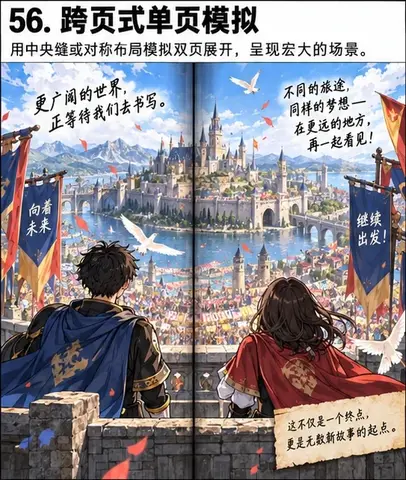 56. 跨页式单页模拟
用中央缝或对称布局模拟双页展开，呈现宏大的场景。
更广阔的世界，
正等待我们去书写。
不同的旅途，
同样的梦想——
在更远的地方，
再一起看见！
向着
未来
继续
出发！
这不仅是一个终点，
更是无数新故事的起点。